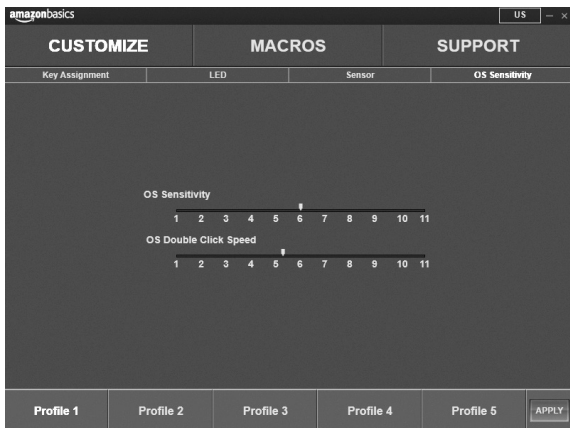 amazonbasics US
CUSTOMIZE MACROS SUPPORT
Key Assignment LED Sensor OS Sensitivity
OS Sensitivity
1 2 3 4 5 6 7 8 9 10 11
OS Double Click Speed
1 2 3 4 5 6 7 8 9 10 11
Profile 1 Profile 2 Profile 3 Profile 4 Profile 5 APPLY